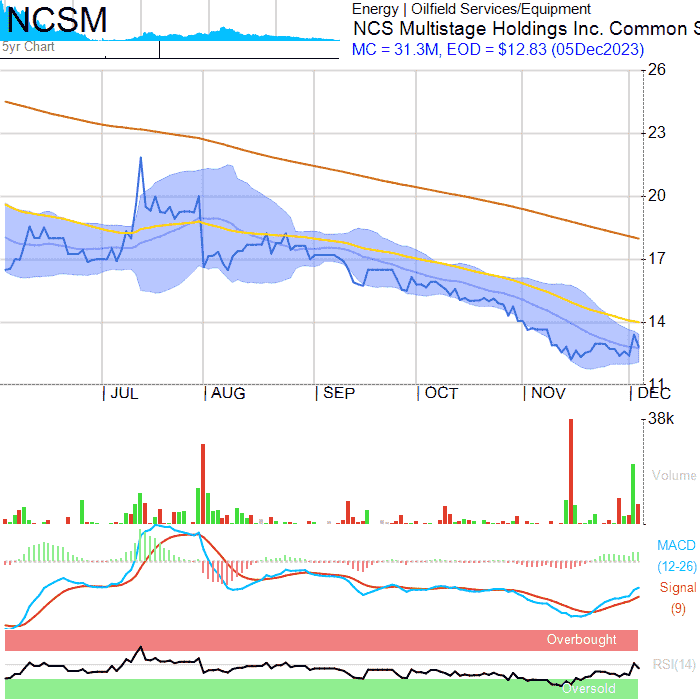 NCSM
5yr Chart
Energy | Oilfield Services/Equipment
NCS Multistage Holdings Inc. Common S
MC = 31.3M, EOD = $12.83 (05Dec2023)
26
23
20
17
14
11
JUL
AUG
SEP
OCT
NOV
DEC
38k
Volume
MACD
(12-26)
Signal
(9)
Overbought
RSI(14)
Oversold